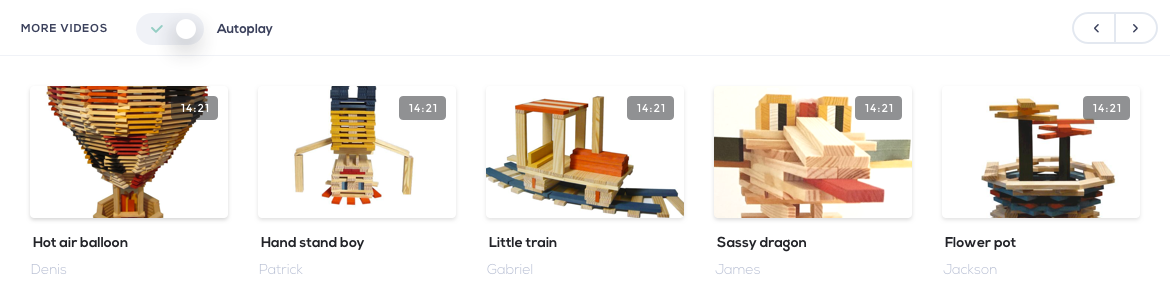 MORE VIDEOS
Autoplay
14:21
14:21
14:21
14:21
14:21
Hot air balloon
Hand stand boy
Little train
Sassy dragon
Flower pot
Denis
Patrick
Gabriel
James
Jackson